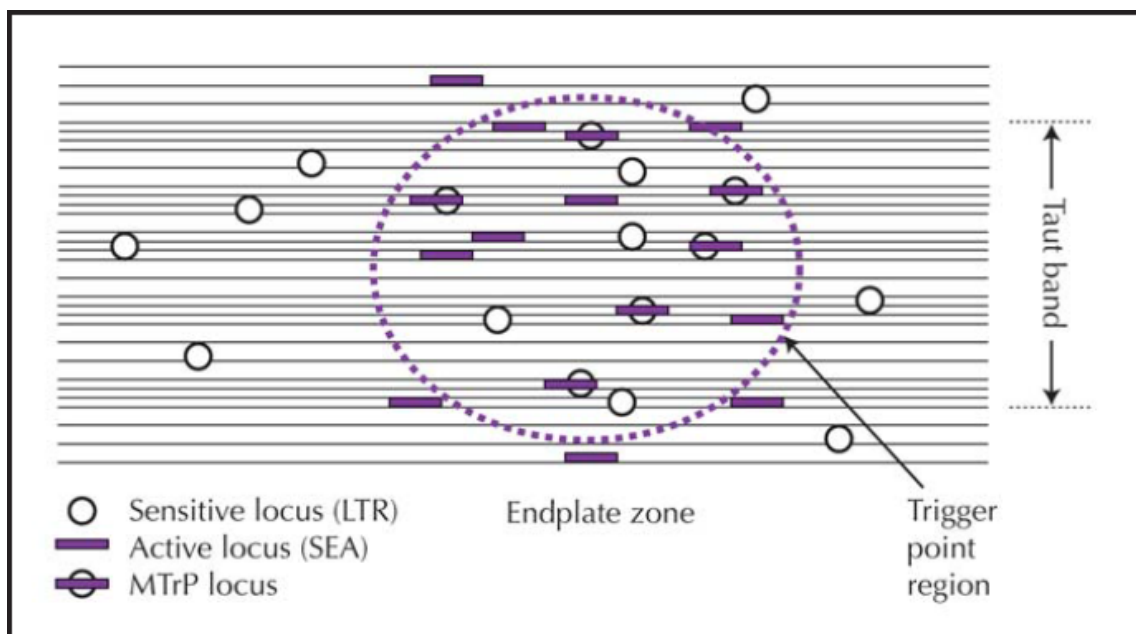 Taut band
Sensitive locus (LTR)
Active locus (SEA)
MTrP locus
Endplate zone
Trigger
point
region